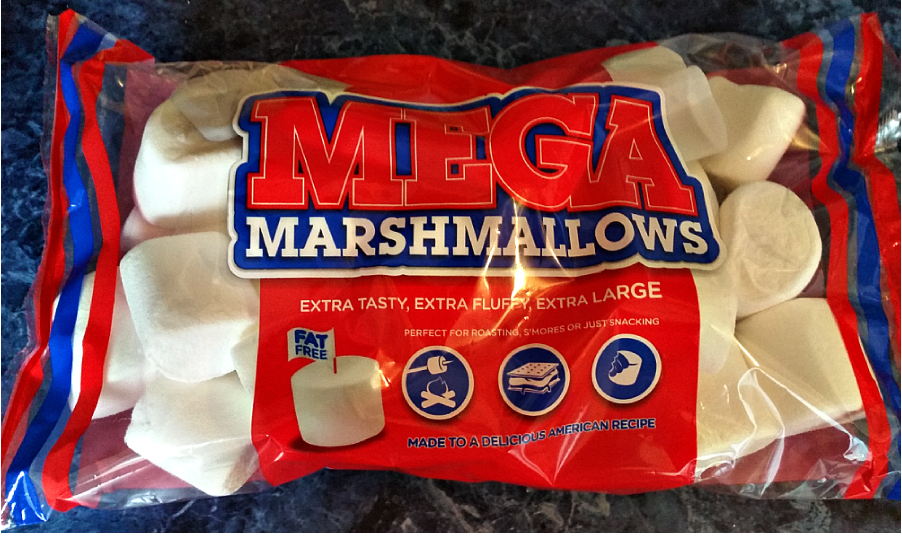 MEGA
MARSHMALLOWS
EXTRA TASTY, EXTRA FLUFFY, EXTRA LARGE
PERFECT FOR ROASTING, S'MORES OR JUST SNACKING
FAT
FREE
MADE TO A DELICIOUS AMERICAN RECIPE